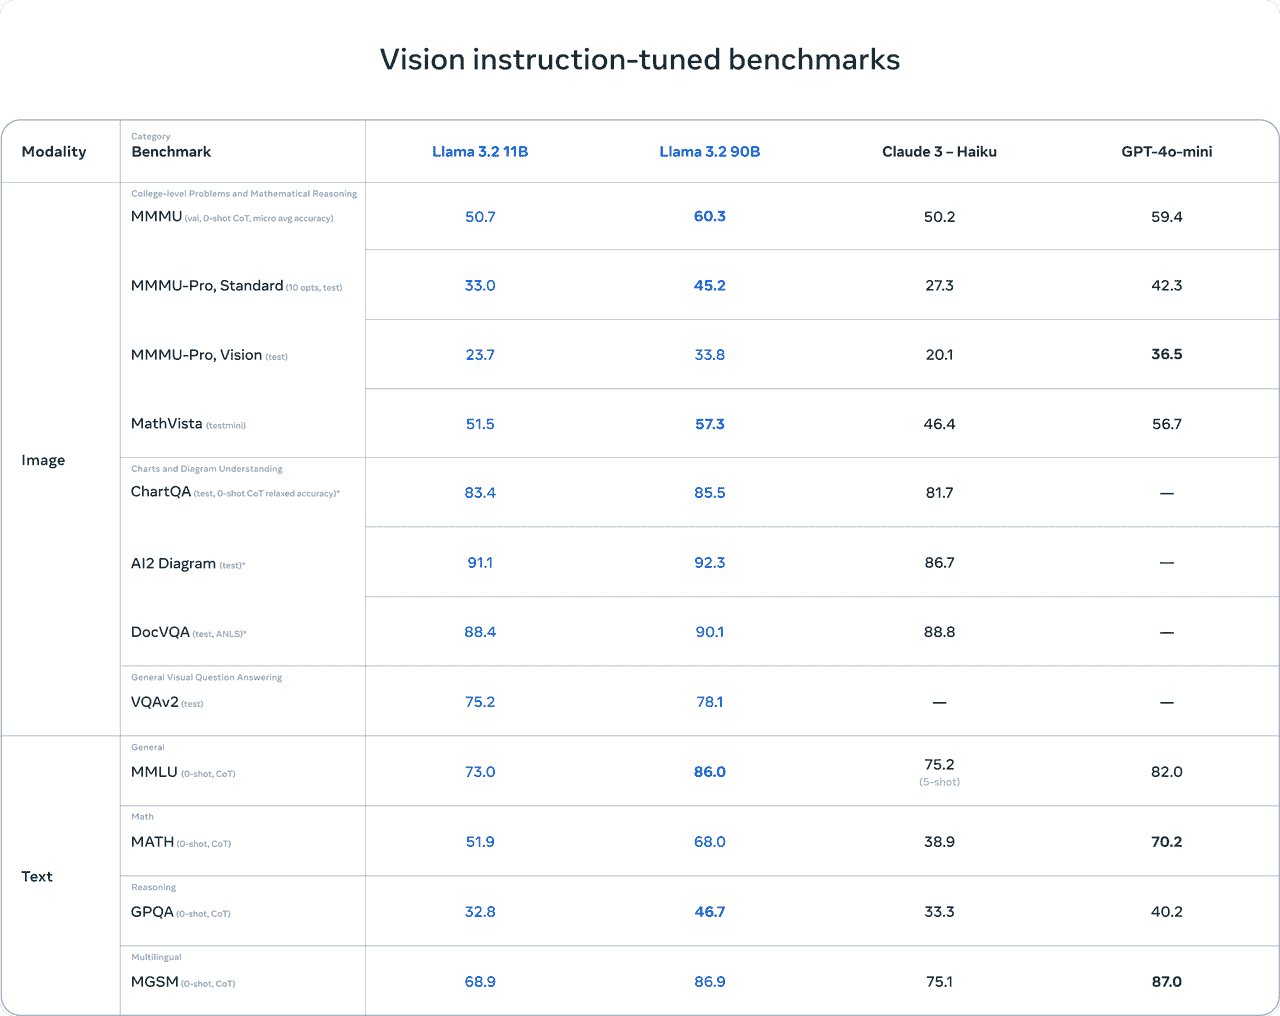 Vision instruction-tuned benchmarks
Modality
Category
Benchmark
Llama 3.2 11B
Llama 3.2 90B
Claude 3 – Haiku
GPT-4o-mini
Image
College-level Problems and Mathematical Reasoning
MMMU (val, 0-shot CoT, micro avg accuracy)
50.7
60.3
50.2
59.4
MMMU-Pro, Standard (10 opts, test)
33.0
45.2
27.3
42.3
MMMU-Pro, Vision (test)
23.7
33.8
20.1
36.5
MathVista (testmini)
51.5
57.3
46.4
56.7
Charts and Diagram Understanding
ChartQA (test, 0-shot CoT relaxed accuracy)*
83.4
85.5
81.7
—
AI2 Diagram (test)*
91.1
92.3
86.7
—
DocVQA (test, ANLS)*
88.4
90.1
88.8
—
General Visual Question Answering
VQAv2 (test)
75.2
78.1
—
—
Text
General
MMLU (0-shot, CoT)
73.0
86.0
75.2
(5-shot)
82.0
Math
MATH (0-shot, CoT)
51.9
68.0
38.9
70.2
Reasoning
GPQA (0-shot, CoT)
32.8
46.7
33.3
40.2
Multilingual
MGSM (0-shot, CoT)
68.9
86.9
75.1
87.0